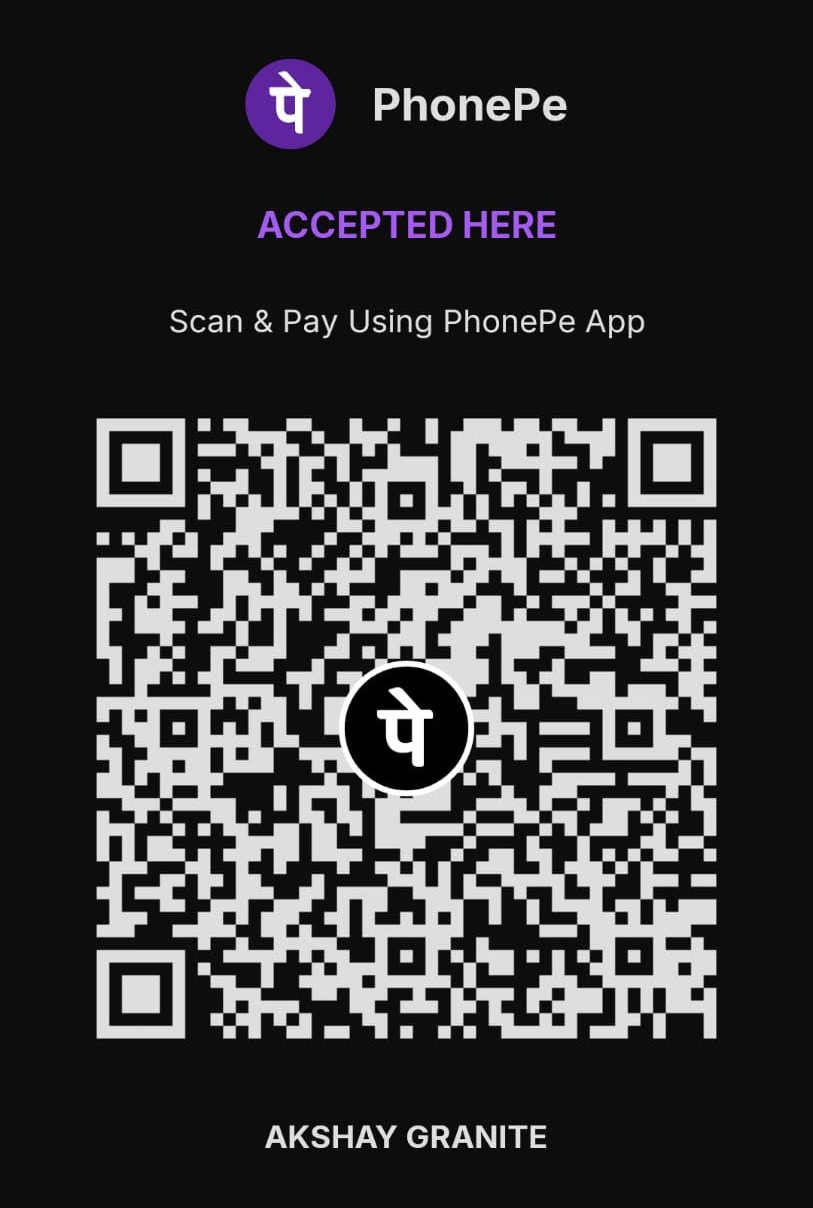 पे PhonePe
ACCEPTED HERE
Scan & Pay Using PhonePe App
पे
AKSHAY GRANITE